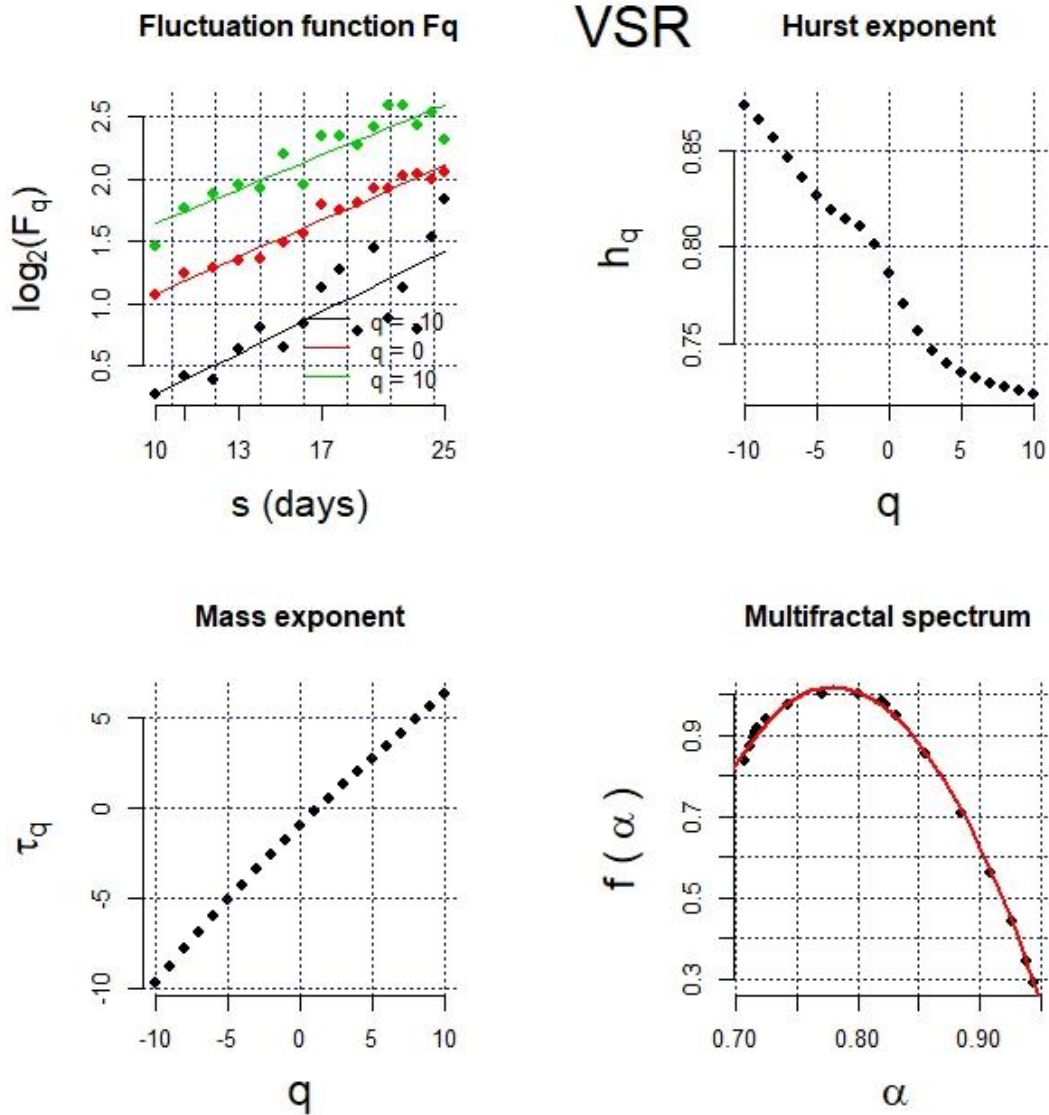 VSR
Fluctuation function Fq
log₂(F_q)
2.5
2.0
1.5
1.0
0.5
q = -10
q = 0
q = 10
10
13
17
25
s (days)
Hurst exponent
h_q
0.85
0.80
0.75
-10
-5
0
5
10
q
Mass exponent
τ_q
5
0
-5
-10
-10
-5
0
5
10
q
Multifractal spectrum
f ( α )
0.9
0.7
0.5
0.3
0.70
0.80
0.90
α